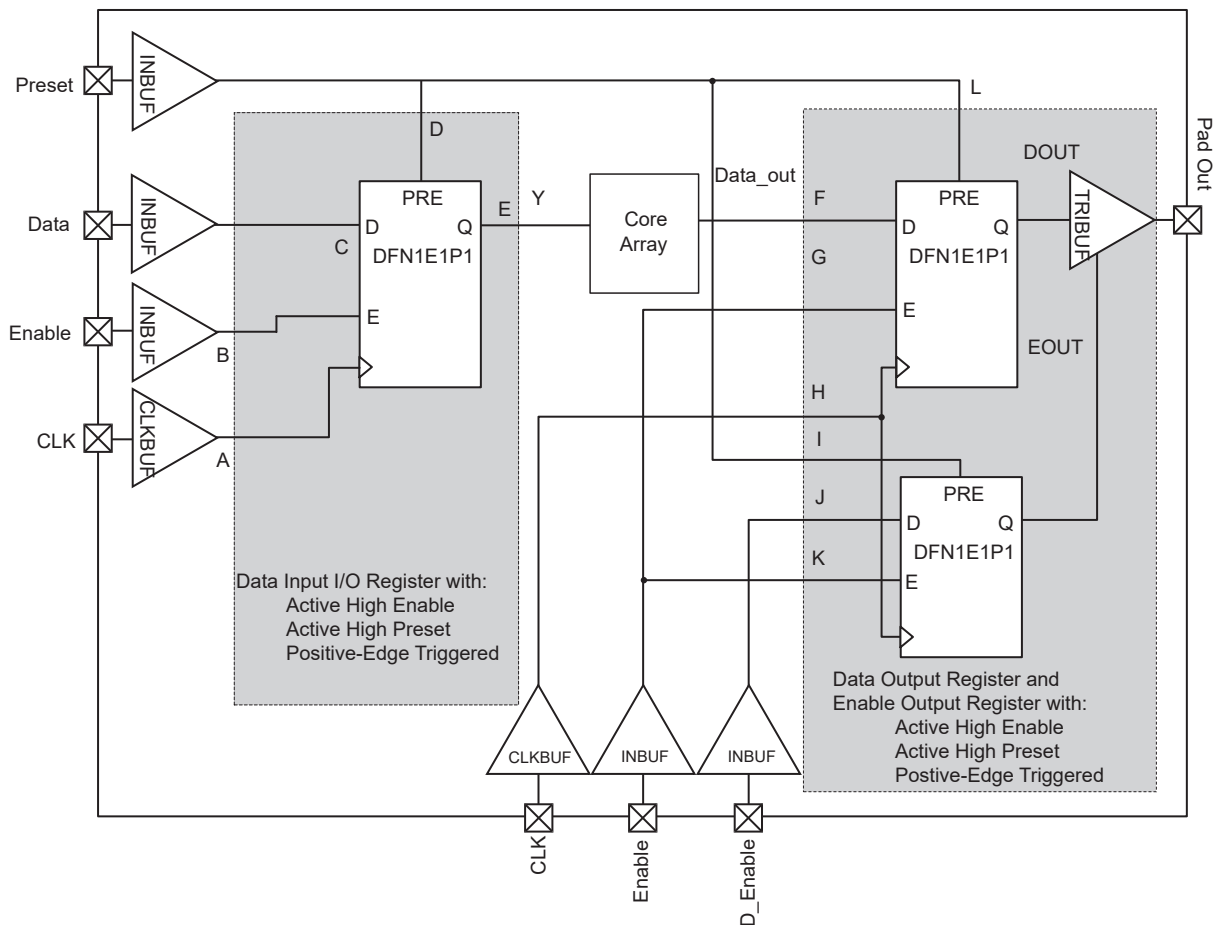 Preset
INBUF
L
D
Pad Out
DOUT
Data
INBUF
C
PRE
D
Q
DFN1E1P1
E
E
Y
Core
Array
Data_out
F
G
PRE
D
Q
DFN1E1P1
E
TRIBUF
EOUT
Enable
INBUF
B
CLK
CLKBUF
A
H
I
J
K
PRE
D
Q
DFN1E1P1
E
Data Input I/O Register with:
Active High Enable
Active High Preset
Positive-Edge Triggered
Data Output Register and
Enable Output Register with:
Active High Enable
Active High Preset
Postive-Edge Triggered
CLKBUF
INBUF
INBUF
CLK
Enable
D_Enable